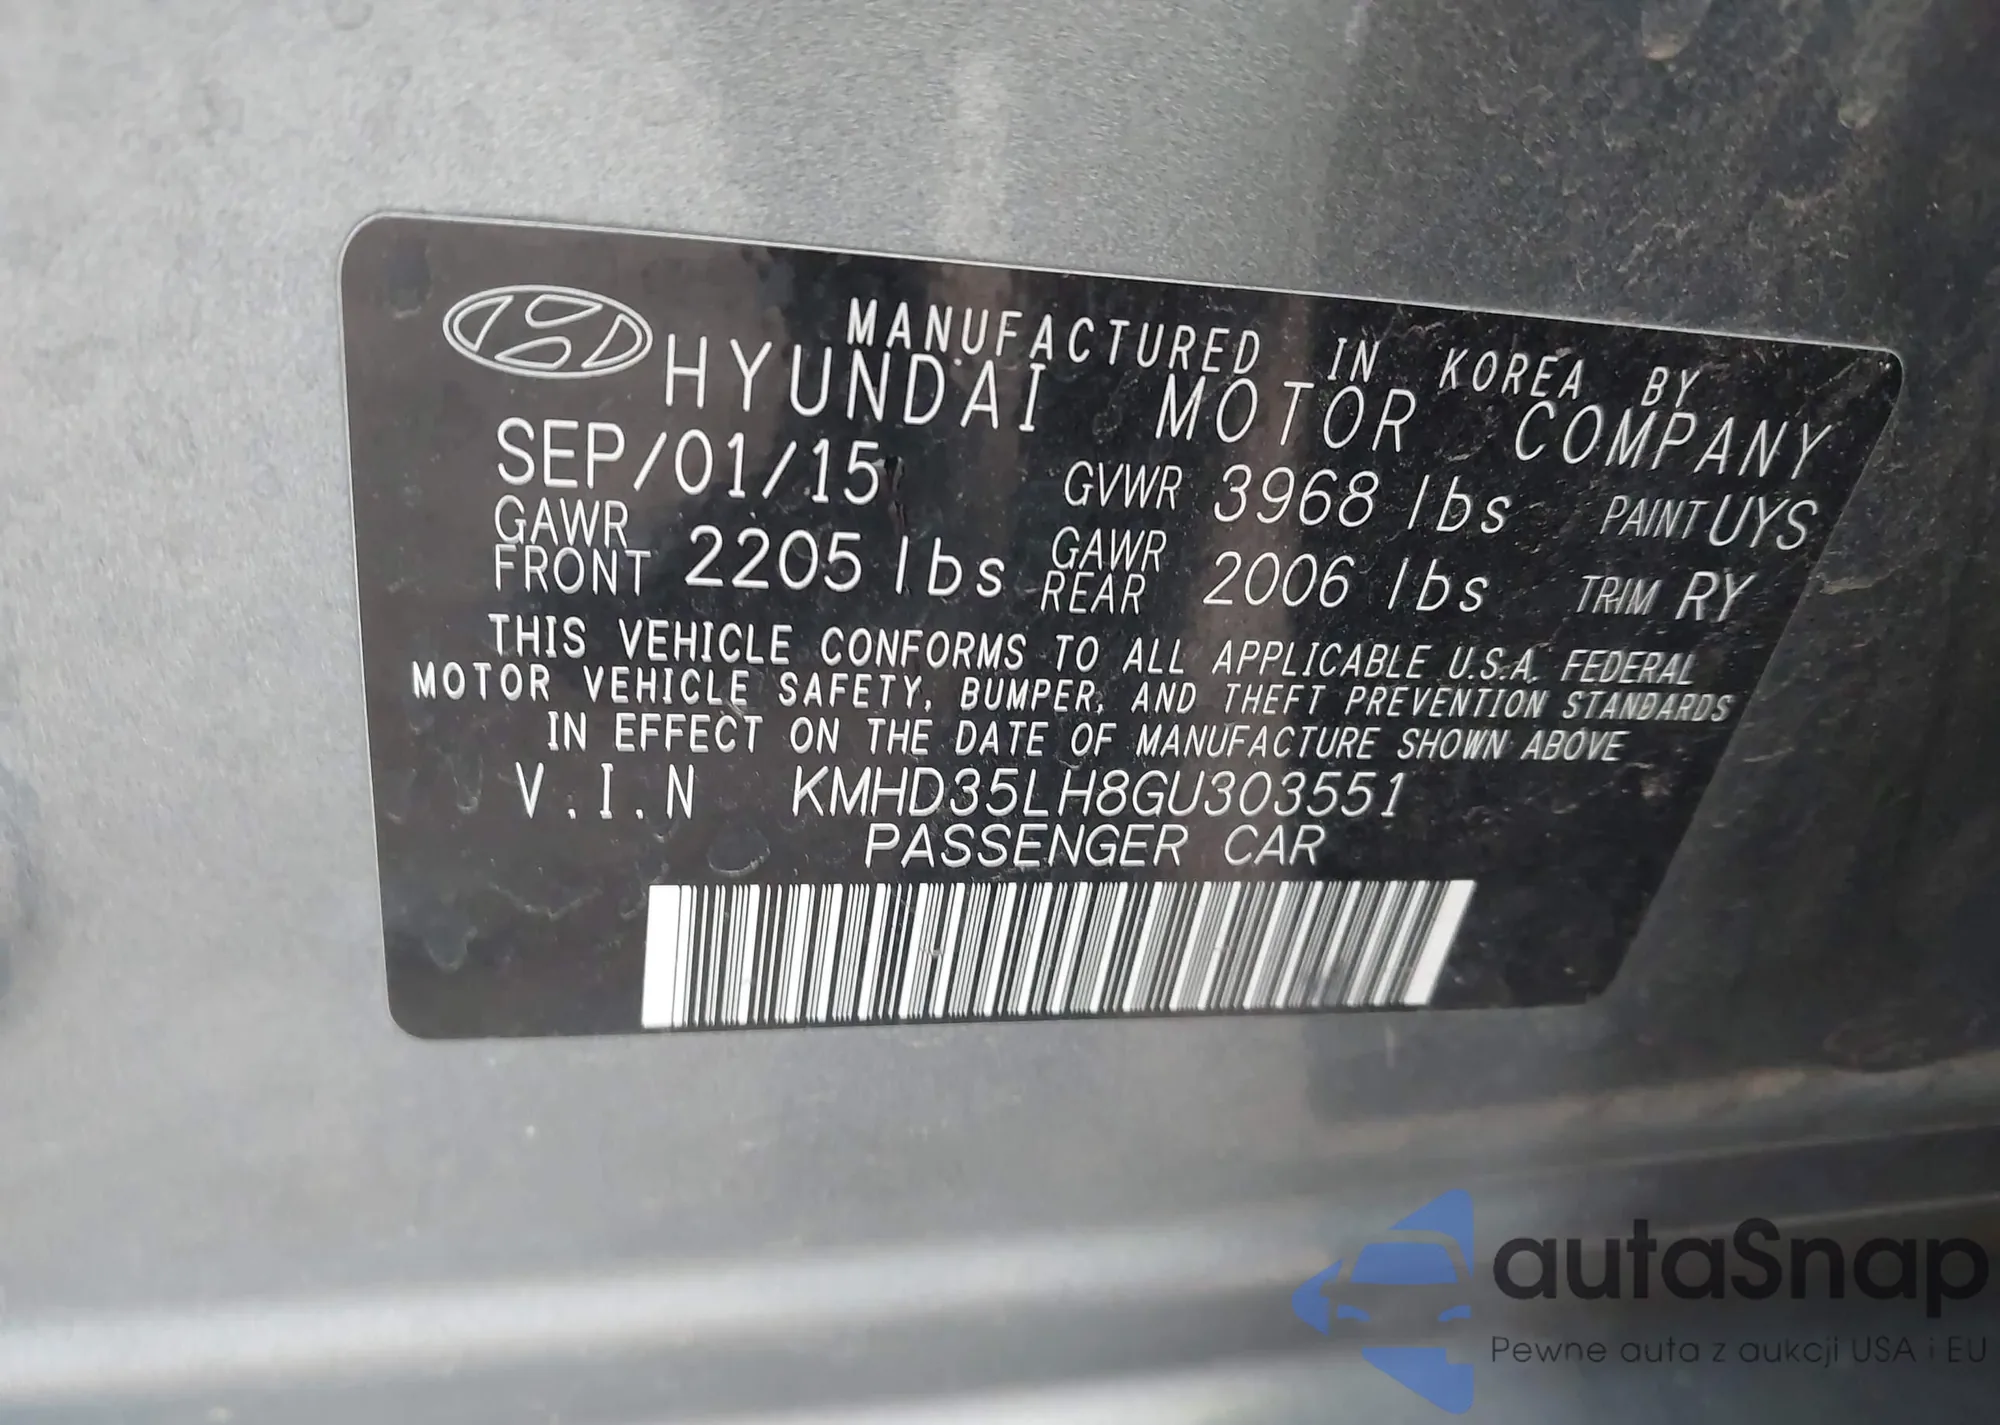 MANUFACTURED IN KOREA BY
HYUNDAI MOTOR COMPANY
SEP/01/15 GVWR 3968 lbs PAINT UYS
GAWR FRONT 2205 lbs GAWR REAR 2006 lbs TRIM RY
THIS VEHICLE CONFORMS TO ALL APPLICABLE U.S.A. FEDERAL
MOTOR VEHICLE SAFETY, BUMPER, AND THEFT PREVENTION STANDARDS
IN EFFECT ON THE DATE OF MANUFACTURE SHOWN ABOVE
V.I.N KMHD35LH8GU303551
PASSENGER CAR
autaSnap
Pewne auta z aukcji USA i EU